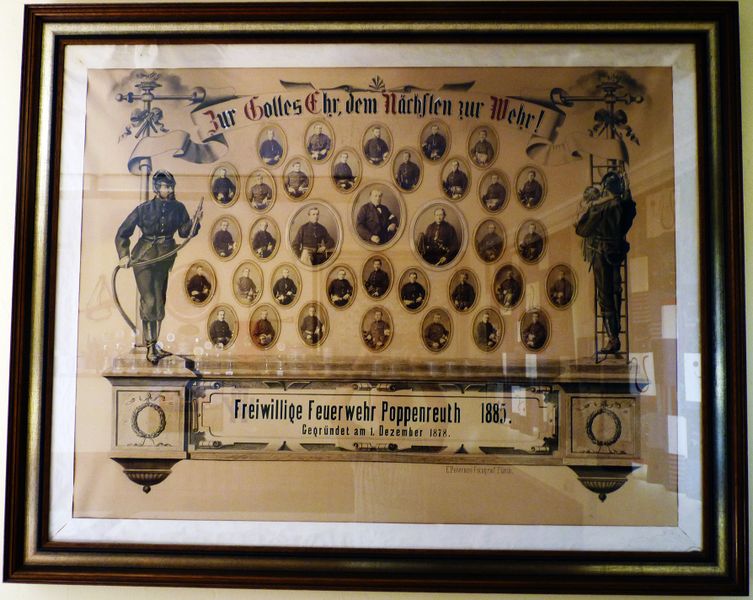 Zur Gottes Ehr, dem Nächsten zur Wehr!
Freiwillige Feuerwehr Poppenreuth 1885.
Gegründet am 1. Dezember 1878.